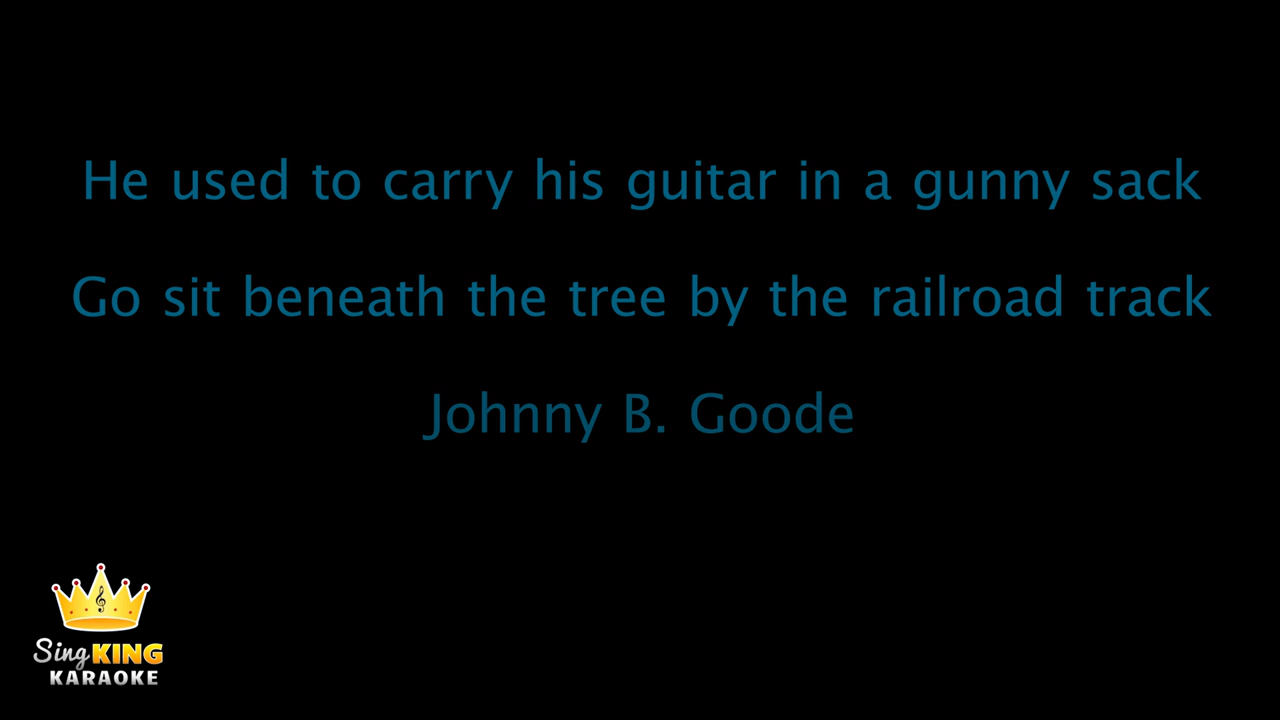 He used to carry his guitar in a gunny sack
Go sit beneath the tree by the railroad track
Johnny B. Goode
Sing KING
KARAOKE